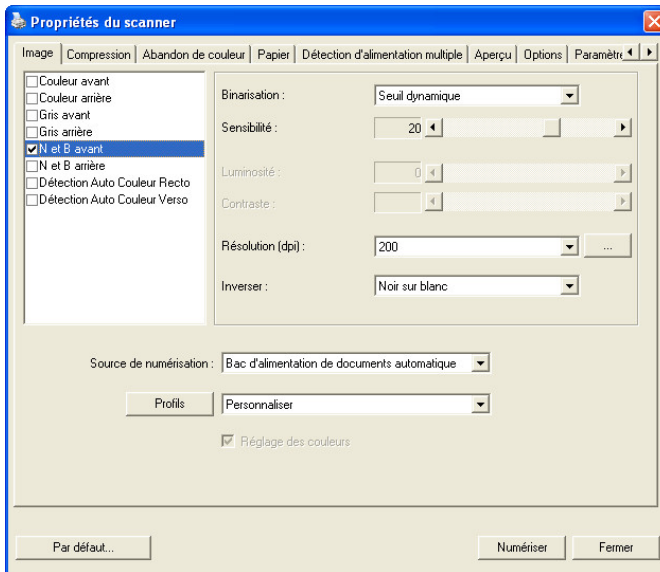 Propriétés du scanner
Image Compression Abandon de couleur Papier Détection d'alimentation multiple Aperçu Options Paramètre
Couleur avant
Couleur arrière
Gris avant
Gris arrière
N et B avant
N et B arrière
Détection Auto Couleur Recto
Détection Auto Couleur Verso
Binarisation : Seuil dynamique
Sensibilité : 20
Luminosité : 0
Contraste :
Résolution (dpi) : 200 ...
Inverser : Noir sur blanc
Source de numérisation : Bac d'alimentation de documents automatique
Profils Personnaliser
Réglage des couleurs
Par défaut... Numériser Fermer